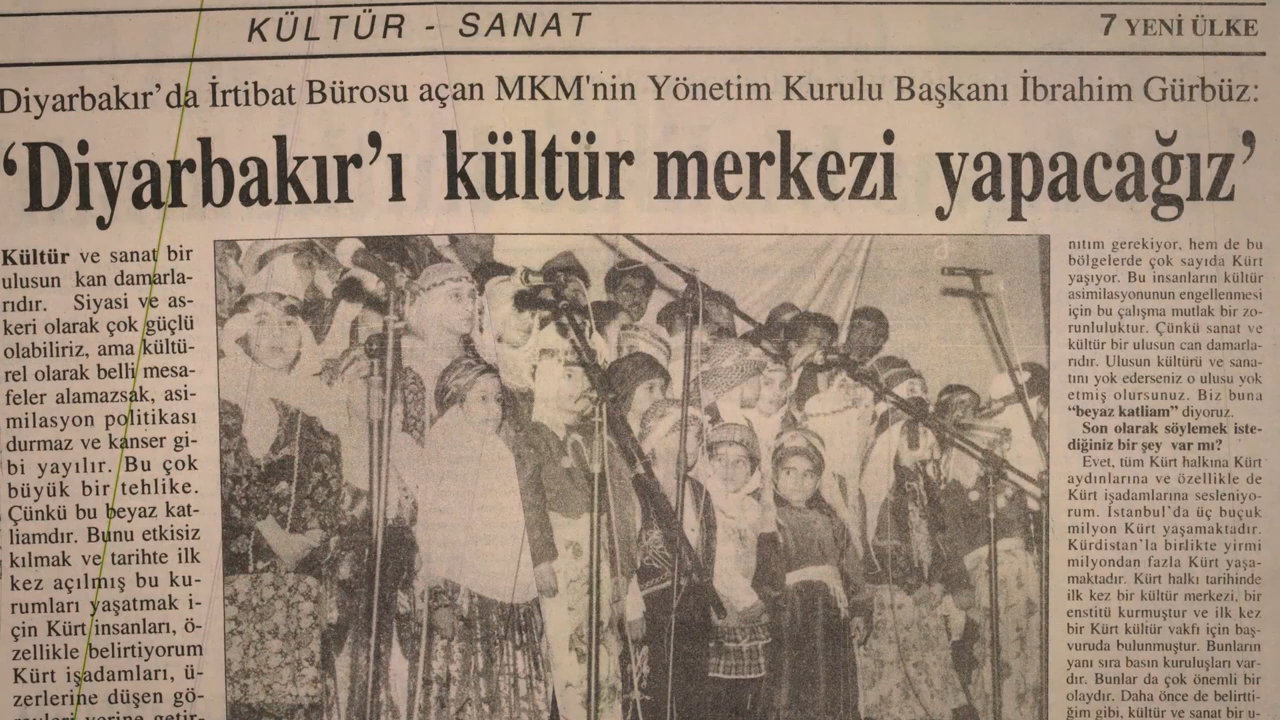 KÜLTÜR - SANAT
7 YENİ ÜLKE
Diyarbakır'da İrtibat Bürosu açan MKM'nin Yönetim Kurulu Başkanı İbrahim Gürbüz:
‘Diyarbakır’ı kültür merkezi yapacağız’
Kültür ve sanat bir
ulusun kan damarla-
rıdır. Siyasi ve as-
keri olarak çok güçlü
olabiliriz, ama kültü-
rel olarak belli mesa-
feler alamazsak, asi-
milasyon politikası
durmaz ve kanser gi-
bi yayılır. Bu çok
büyük bir tehlike.
Çünkü bu beyaz kat-
liamdır. Bunu etkisiz
kılmak ve tarihte ilk
kez açılmış bu ku-
rumları yaşatmak i-
çin Kürt insanları, ö-
zellikle belirtiyorum
Kürt işadamları, ü-
zerlerine düşen gö-
revleri yerine getir-
nıtım gerekiyor, hem de bu
bölgelerde çok sayıda Kürt
yaşıyor. Bu insanların kültür
asimilasyonunun engellenmesi
için bu çalışma mutlak bir zo-
runluluktur. Çünkü sanat ve
kültür bir ulusun can damarla-
rıdır. Ulusun kültürü ve sana-
tını yok ederseniz o ulusu yok
etmiş olursunuz. Biz buna
“beyaz katliam” diyoruz.
Son olarak söylemek iste-
diğiniz bir şey var mı?
Evet, tüm Kürt halkına Kürt
aydınlarına ve özellikle de
Kürt işadamlarına sesleniyo-
rum. İstanbul'da üç buçuk
milyon Kürt yaşamaktadır.
Kürdistan'la birlikte yirmi
milyondan fazla Kürt yaşa-
maktadır. Kürt halkı tarihinde
ilk kez bir kültür merkezi, bir
enstitü kurmuştur ve ilk kez
bir Kürt kültür vakfı için baş-
vuruda bulunmuştur. Bunların
yanı sıra basın kuruluşları var-
dır. Bunlar da çok önemli bir
olaydır. Daha önce de belirtti-
ğim gibi, kültür ve sanat bir u-